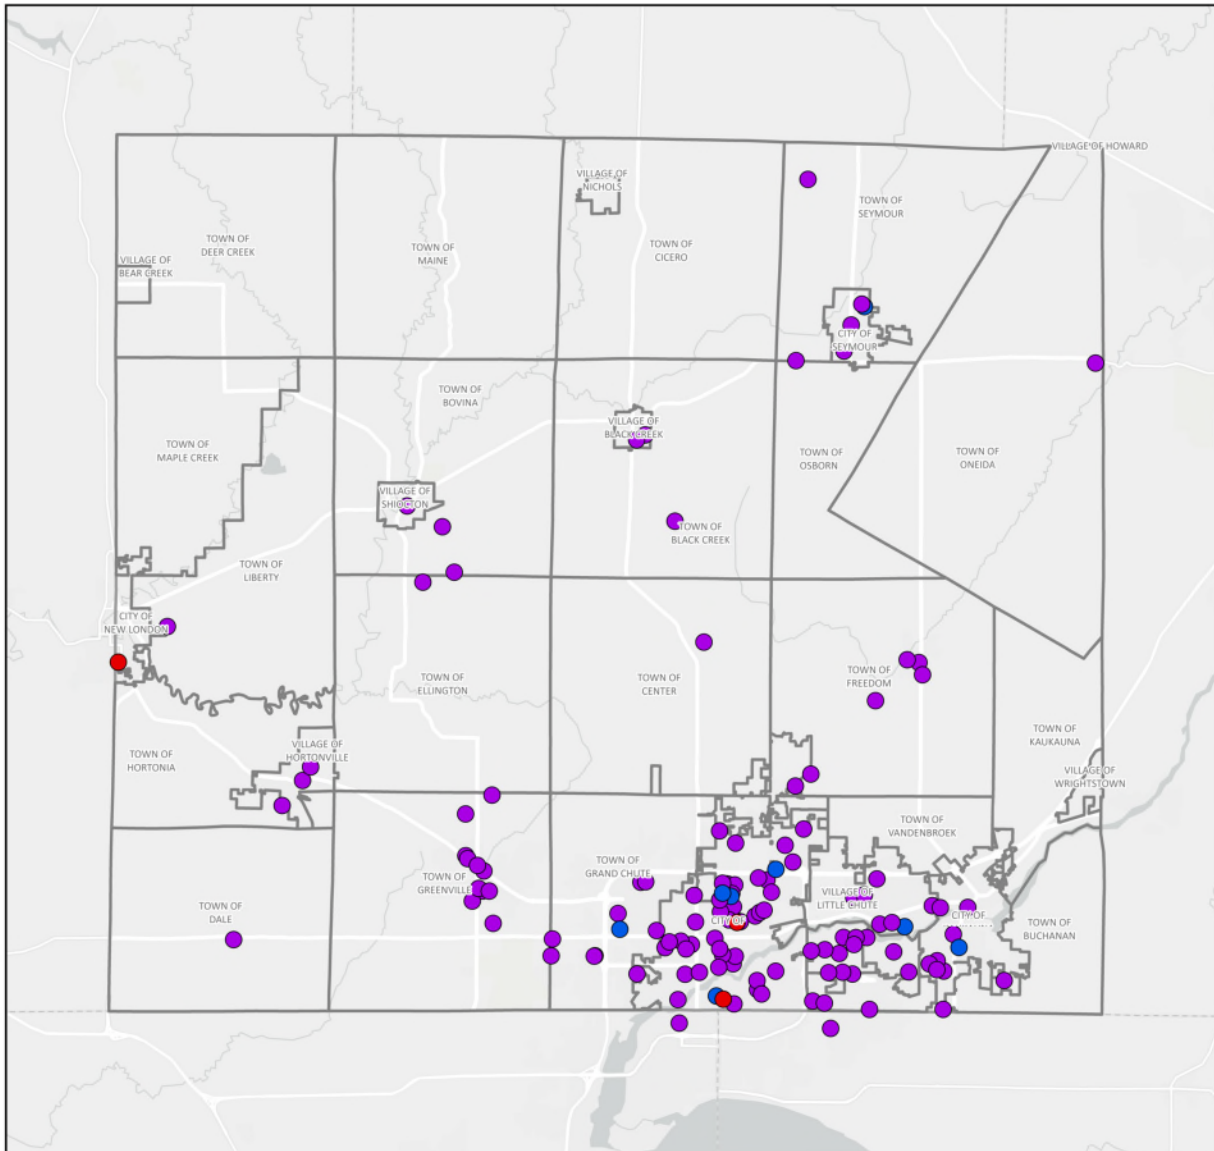 VILLAGE OF HOWARD
VILLAGE OF
NICHOLS
TOWN OF
SEYMOUR
TOWN OF
DEER CREEK
TOWN OF
MAINE
TOWN OF
CICERO
VILLAGE OF
BEAR CREEK
CITY OF
SEYMOUR
TOWN OF
BOVINA
VILLAGE OF
BLACK CREEK
TOWN OF
MAPLE CREEK
TOWN OF
OSBORN
TOWN OF
ONEIDA
VILLAGE OF
SHIOCTON
TOWN OF
BLACK CREEK
TOWN OF
LIBERTY
CITY OF
NEW LONDON
TOWN OF
ELLINGTON
TOWN OF
CENTER
TOWN OF
FREEDOM
TOWN OF
KAUKAUNA
TOWN OF
HORTONIA
VILLAGE OF
HORTONVILLE
VILLAGE OF
WRIGHTSTOWN
TOWN OF
VANDENBROEK
TOWN OF
GRAND CHUTE
TOWN OF
GREENVILLE
VILLAGE OF
LITTLE CHUTE
TOWN OF
DALE
CITY OF
CITY OF
TOWN OF
BUCHANAN